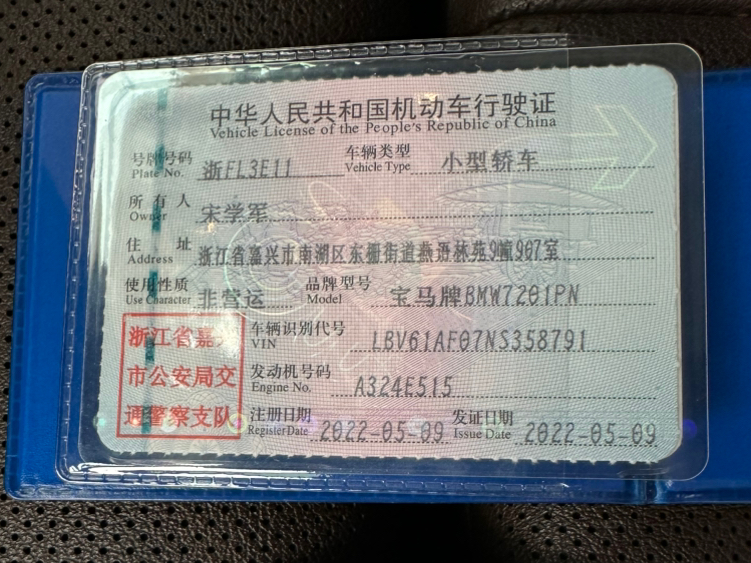 中华人民共和国机动车行驶证
Vehicle License of the People's Republic of China
号牌号码 浙FL3E11 车辆类型 小型轿车
Plate No. Vehicle Type
所有人 宋学军
Owner
住址 浙江省嘉兴市南湖区东栅街道燕语林苑9幢907室
Address
使用性质 非营运 品牌型号 宝马牌BMW7201PN
Use Character Model
浙江省嘉兴
市公安局交
通警察支队
车辆识别代号 LBV61AF07NS358791
VIN
发动机号码 A324E515
Engine No.
注册日期 2022-05-09 发证日期 2022-05-09
Register Date Issue Date